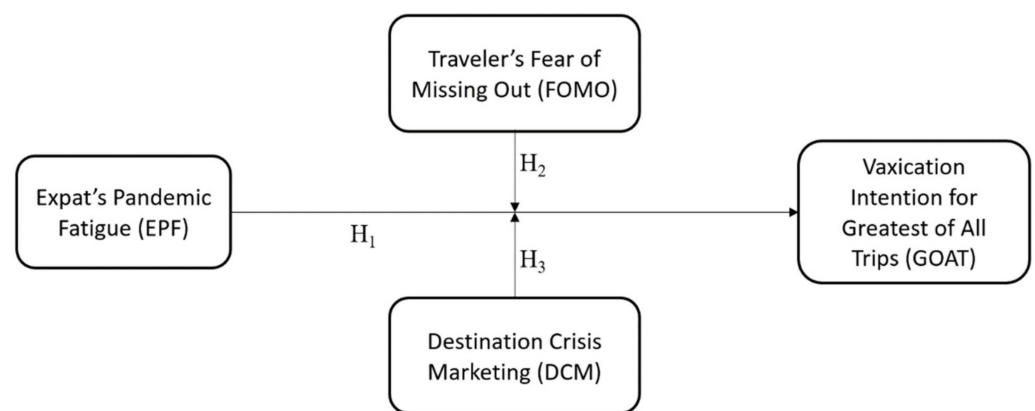 Traveler's Fear of
Missing Out (FOMO)
H₂
Expat's Pandemic
Fatigue (EPF)
H₁
Vaxication
Intention for
Greatest of All
Trips (GOAT)
H₃
Destination Crisis
Marketing (DCM)